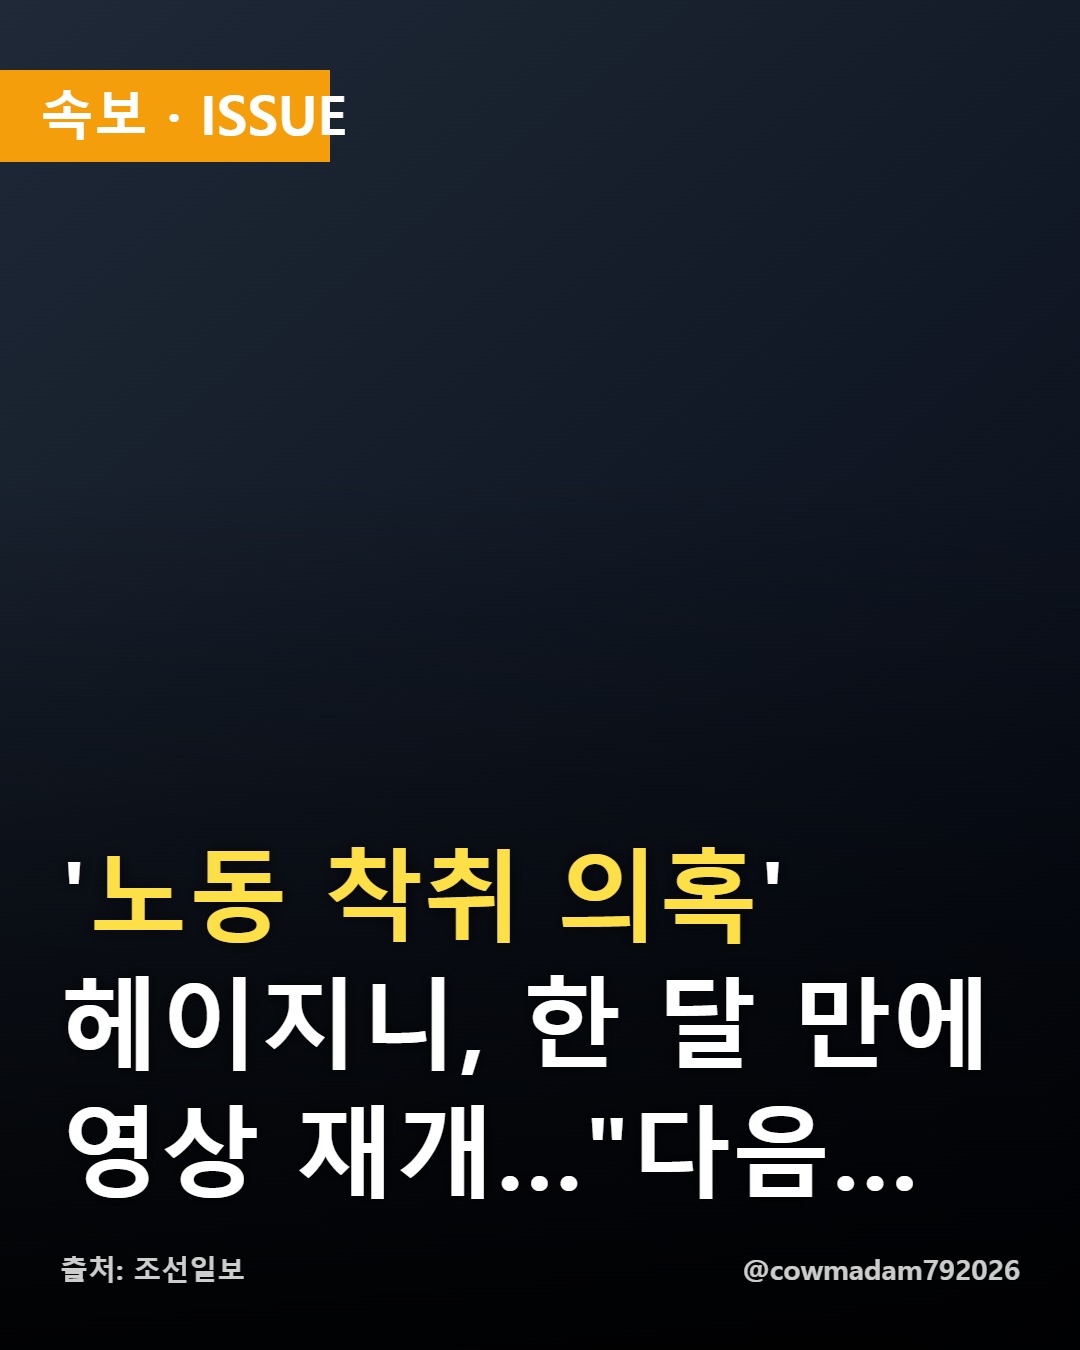 속보 · ISSUE
'노동 착취 의혹'
헤이지니, 한 달 만에
영상 재개..."다음...
출처: 조선일보
@cowmadam792026